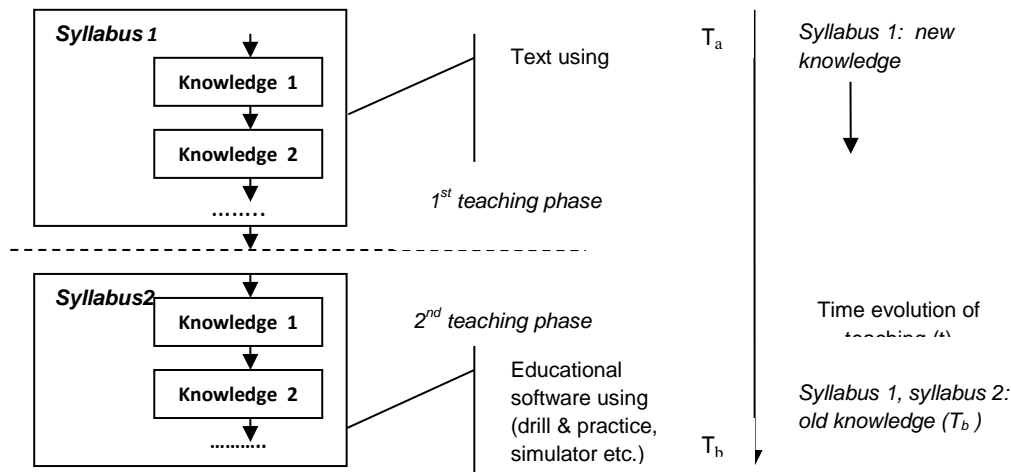 Syllabus 1
Knowledge 1
Knowledge 2
........
Text using
1st teaching phase
Ta
Syllabus 1: new
knowledge
Syllabus2
Knowledge 1
Knowledge 2
...........
2nd teaching phase
Educational
software using
(drill & practice,
simulator etc.)
Time evolution of
teaching (t)
Tb
Syllabus 1, syllabus 2:
old knowledge (Tb )